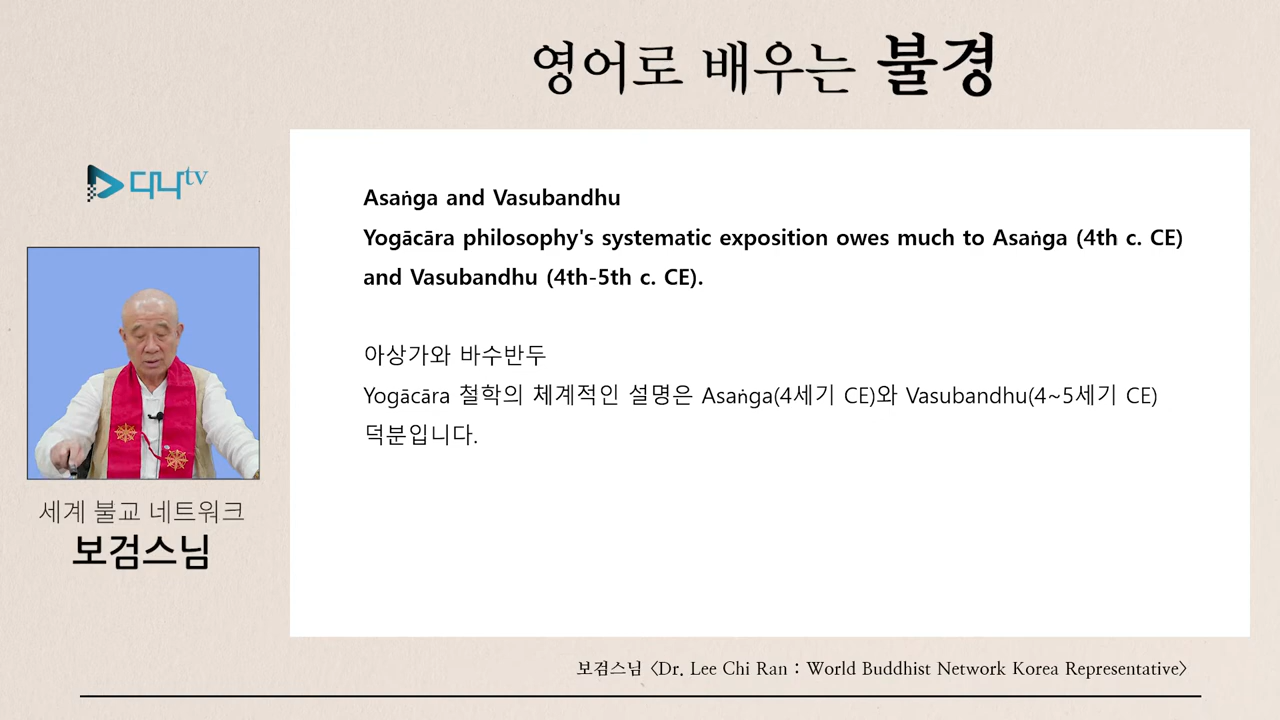 영어로 배우는 불경
디나tv
Asaṅga and Vasubandhu
Yogācāra philosophy's systematic exposition owes much to Asaṅga (4th c. CE)
and Vasubandhu (4th-5th c. CE).
아상가와 바수반두
Yogācāra 철학의 체계적인 설명은 Asaṅga(4세기 CE)와 Vasubandhu(4~5세기 CE)
덕분입니다.
세계 불교 네트워크
보검스님
보검스님 <Dr. Lee Chi Ran : World Buddhist Network Korea Representative>